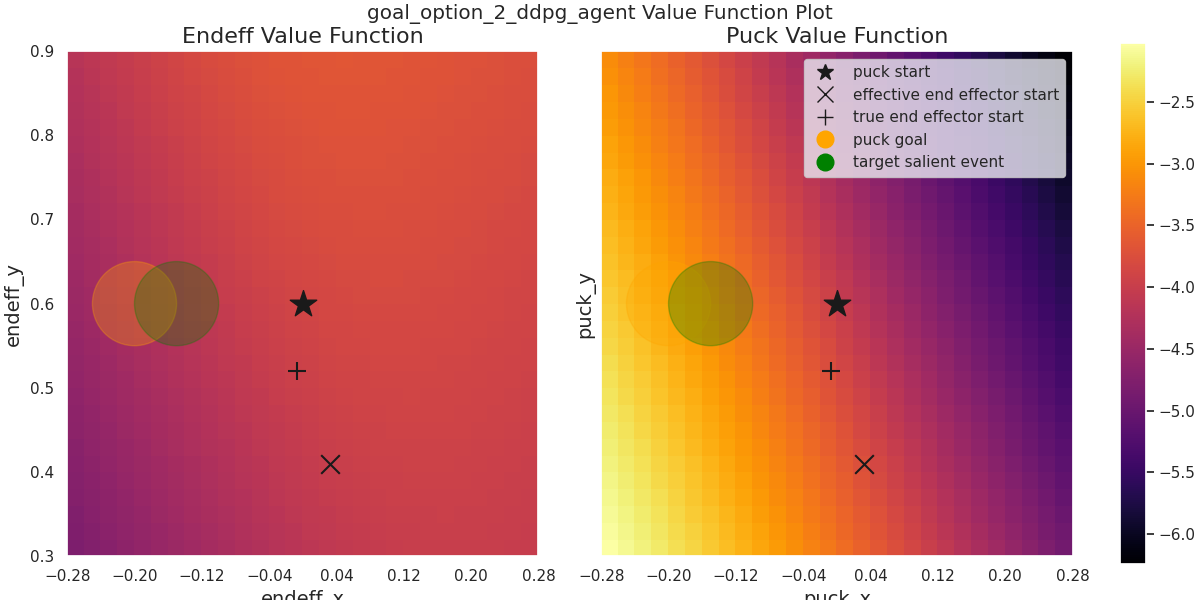 goal_option_2_ddpg_agent Value Function Plot
Endeff Value Function
0.9
0.8
0.7
0.6
0.5
0.4
0.3
endeff_y
−0.28 −0.20 −0.12 −0.04 0.04 0.12 0.20 0.28
endeff_x
Puck Value Function
puck start
effective end effector start
true end effector start
puck goal
target salient event
puck_y
−0.28 −0.20 −0.12 −0.04 0.04 0.12 0.20 0.28
puck_x
−2.5
−3.0
−3.5
−4.0
−4.5
−5.0
−5.5
−6.0